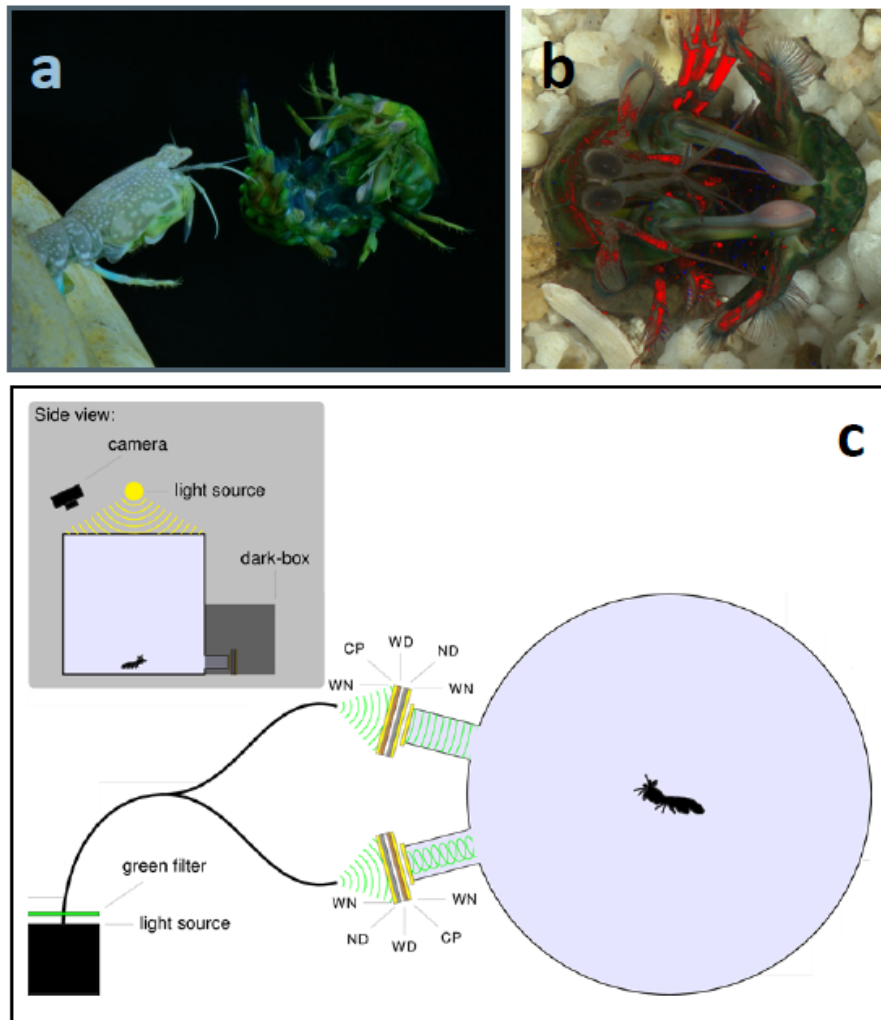 a
b
c
Side view:
camera
light source
dark-box
CP
WD
ND
WN
WN
green filter
light source
WN
WN
ND
WD
CP